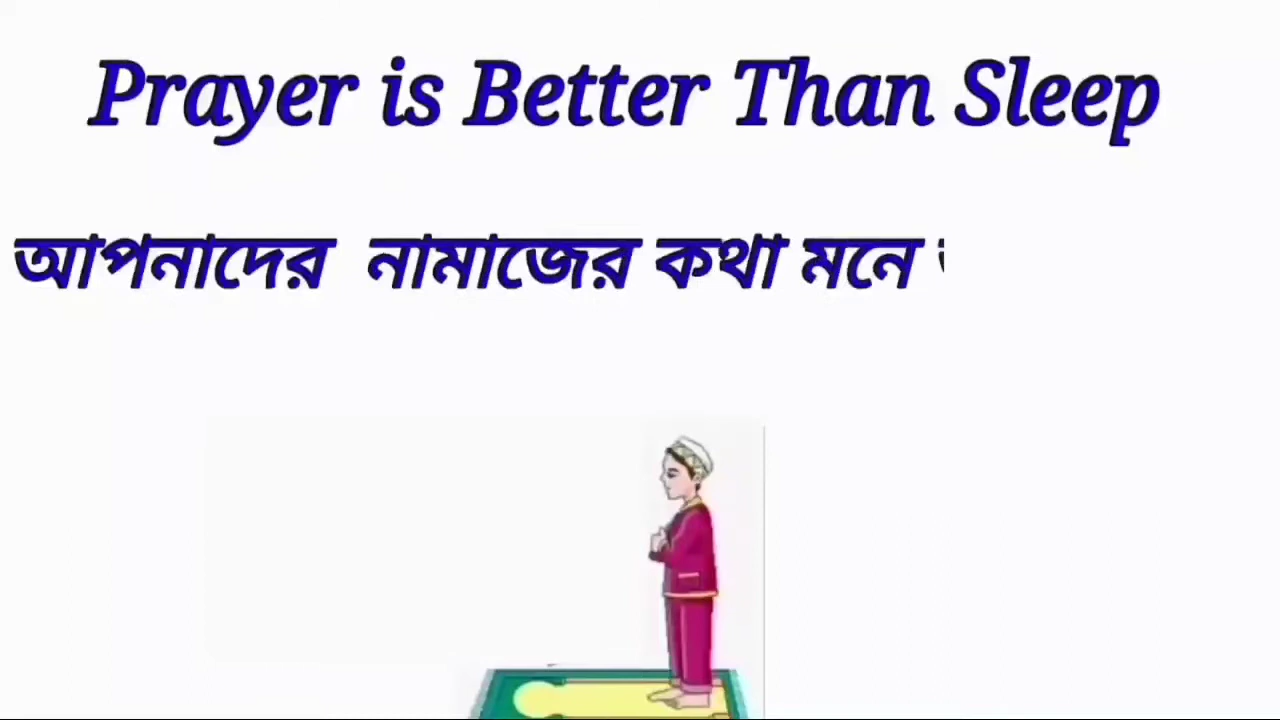 Prayer is Better Than Sleep
আপনাদের নামাজের কথা মনে